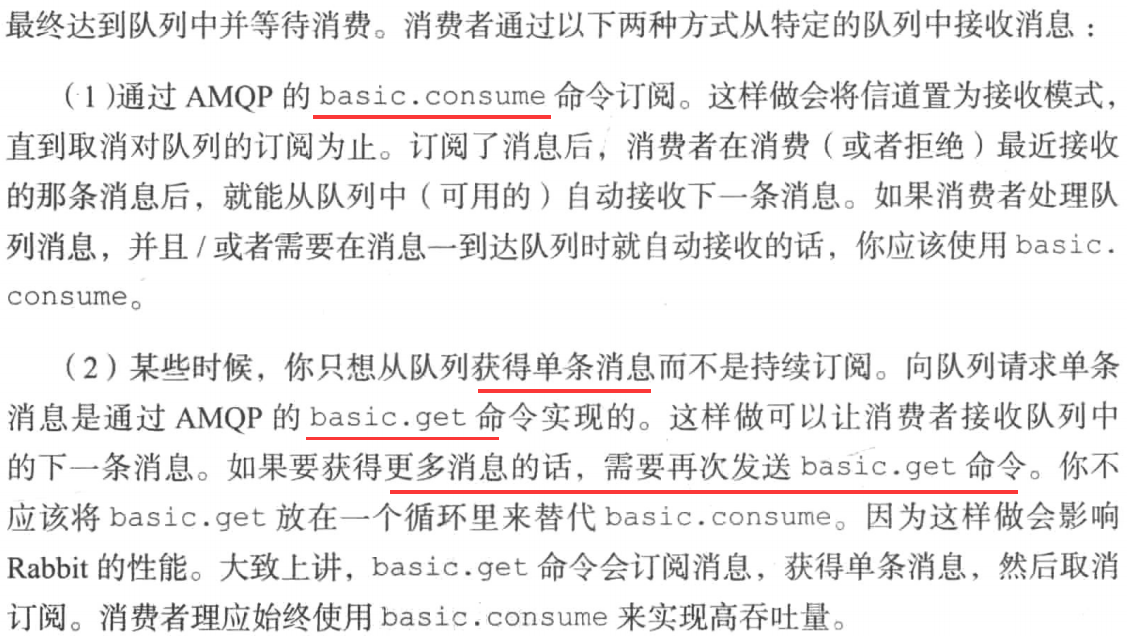 最终达到队列中并等待消费。消费者通过以下两种方式从特定的队列中接收消息：
（1)通过 AMQP 的 basic.consume 命令订阅。这样做会将信道置为接收模式，
直到取消对队列的订阅为止。订阅了消息后，消费者在消费（或者拒绝）最近接收
的那条消息后，就能从队列中（可用的）自动接收下一条消息。如果消费者处理队
列消息，并且 / 或者需要在消息一到达队列时就自动接收的话，你应该使用 basic.
consume。
（2）某些时候，你只想从队列获得单条消息而不是持续订阅。向队列请求单条
消息是通过 AMQP 的 basic.get 命令实现的。这样做可以让消费者接收队列中
的下一条消息。如果要获得更多消息的话，需要再次发送 basic.get 命令。你不
应该将 basic.get 放在一个循环里来替代 basic.consume。因为这样做会影响
Rabbit 的性能。大致上讲，basic.get 命令会订阅消息，获得单条消息，然后取消
订阅。消费者理应始终使用 basic.consume 来实现高吞吐量。